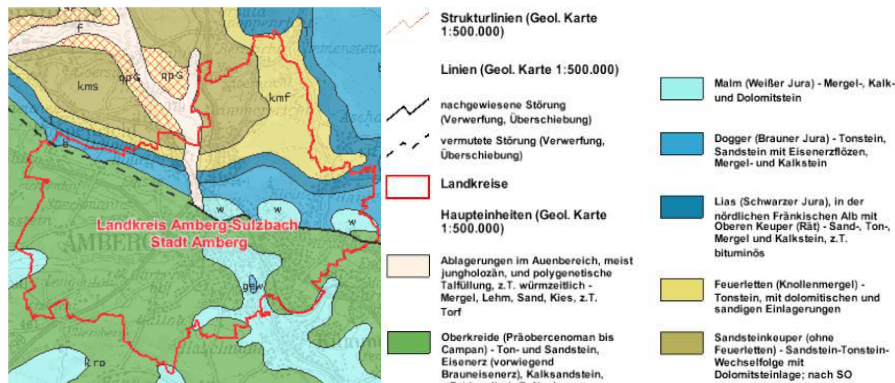 f
qpG
qpG
kms
kmf
f
b
w
w
w
w
Landkreis Amberg-Sulzbach
Stadt Amberg
AMBERG
gew
kro
Strukturlinien (Geol. Karte
1:500.000)
Linien (Geol. Karte 1:500.000)
nachgewiesene Störung
(Verwerfung, Überschiebung)
vermutete Störung (Verwerfung,
Überschiebung)
Landkreise
Haupteinheiten (Geol. Karte
1:500.000)
Ablagerungen im Auenbereich, meist
jungholozän, und polygenetische
Talfüllung, z.T. würmzeitlich -
Mergel, Lehm, Sand, Kies, z.T.
Torf
Oberkreide (Präobercenoman bis
Campan) - Ton- und Sandstein,
Eisenerz (vorwiegend
Brauneisenerz), Kalksandstein,
Malm (Weißer Jura) - Mergel-, Kalk-
und Dolomitstein
Dogger (Brauner Jura) - Tonstein,
Sandstein mit Eisenerzflözen,
Mergel- und Kalkstein
Lias (Schwarzer Jura), in der
nördlichen Fränkischen Alb mit
Oberen Keuper (Rät) - Sand-, Ton-,
Mergel und Kalkstein, z.T.
bituminös
Feuerletten (Knollenmergel) -
Tonstein, mit dolomitischen und
sandigen Einlagerungen
Sandsteinkeuper (ohne
Feuerletten) - Sandstein-Tonstein-
Wechselfolge mit
Dolomitsteinlage; nach SO